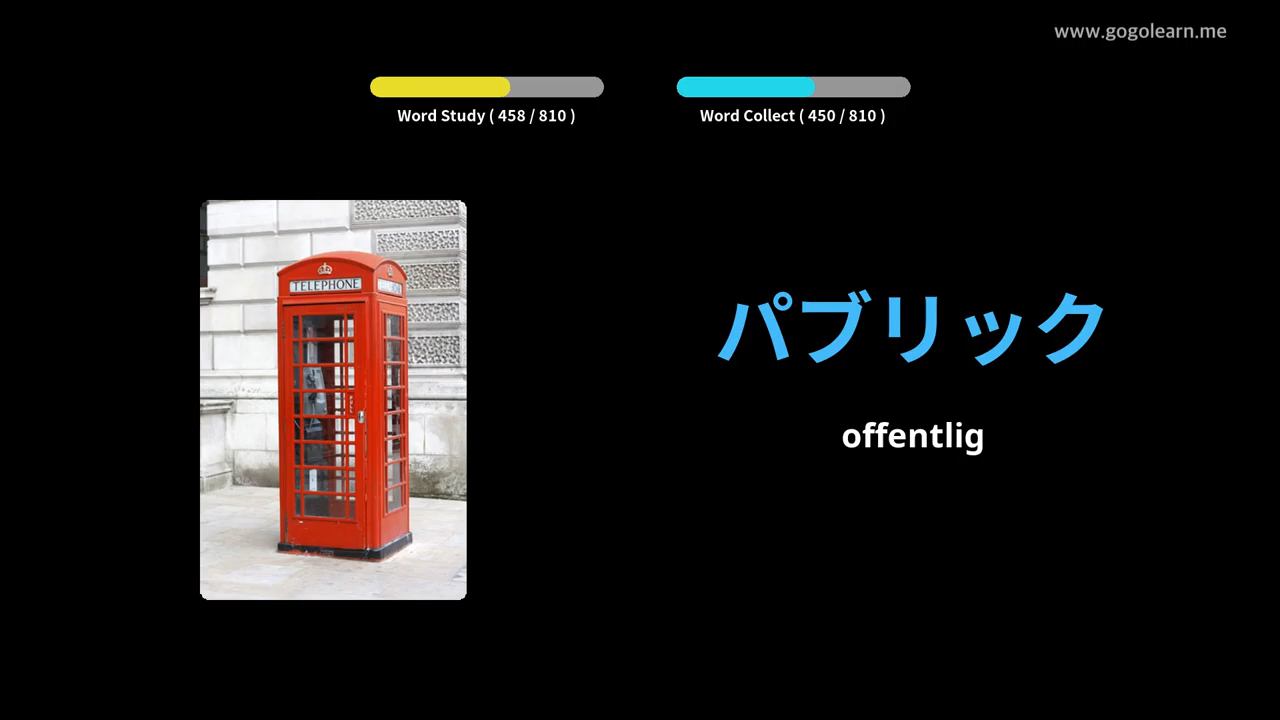 www.gogolearn.me
Word Study ( 458 / 810 )
Word Collect ( 450 / 810 )
TELEPHONE
パブリック
offentlig